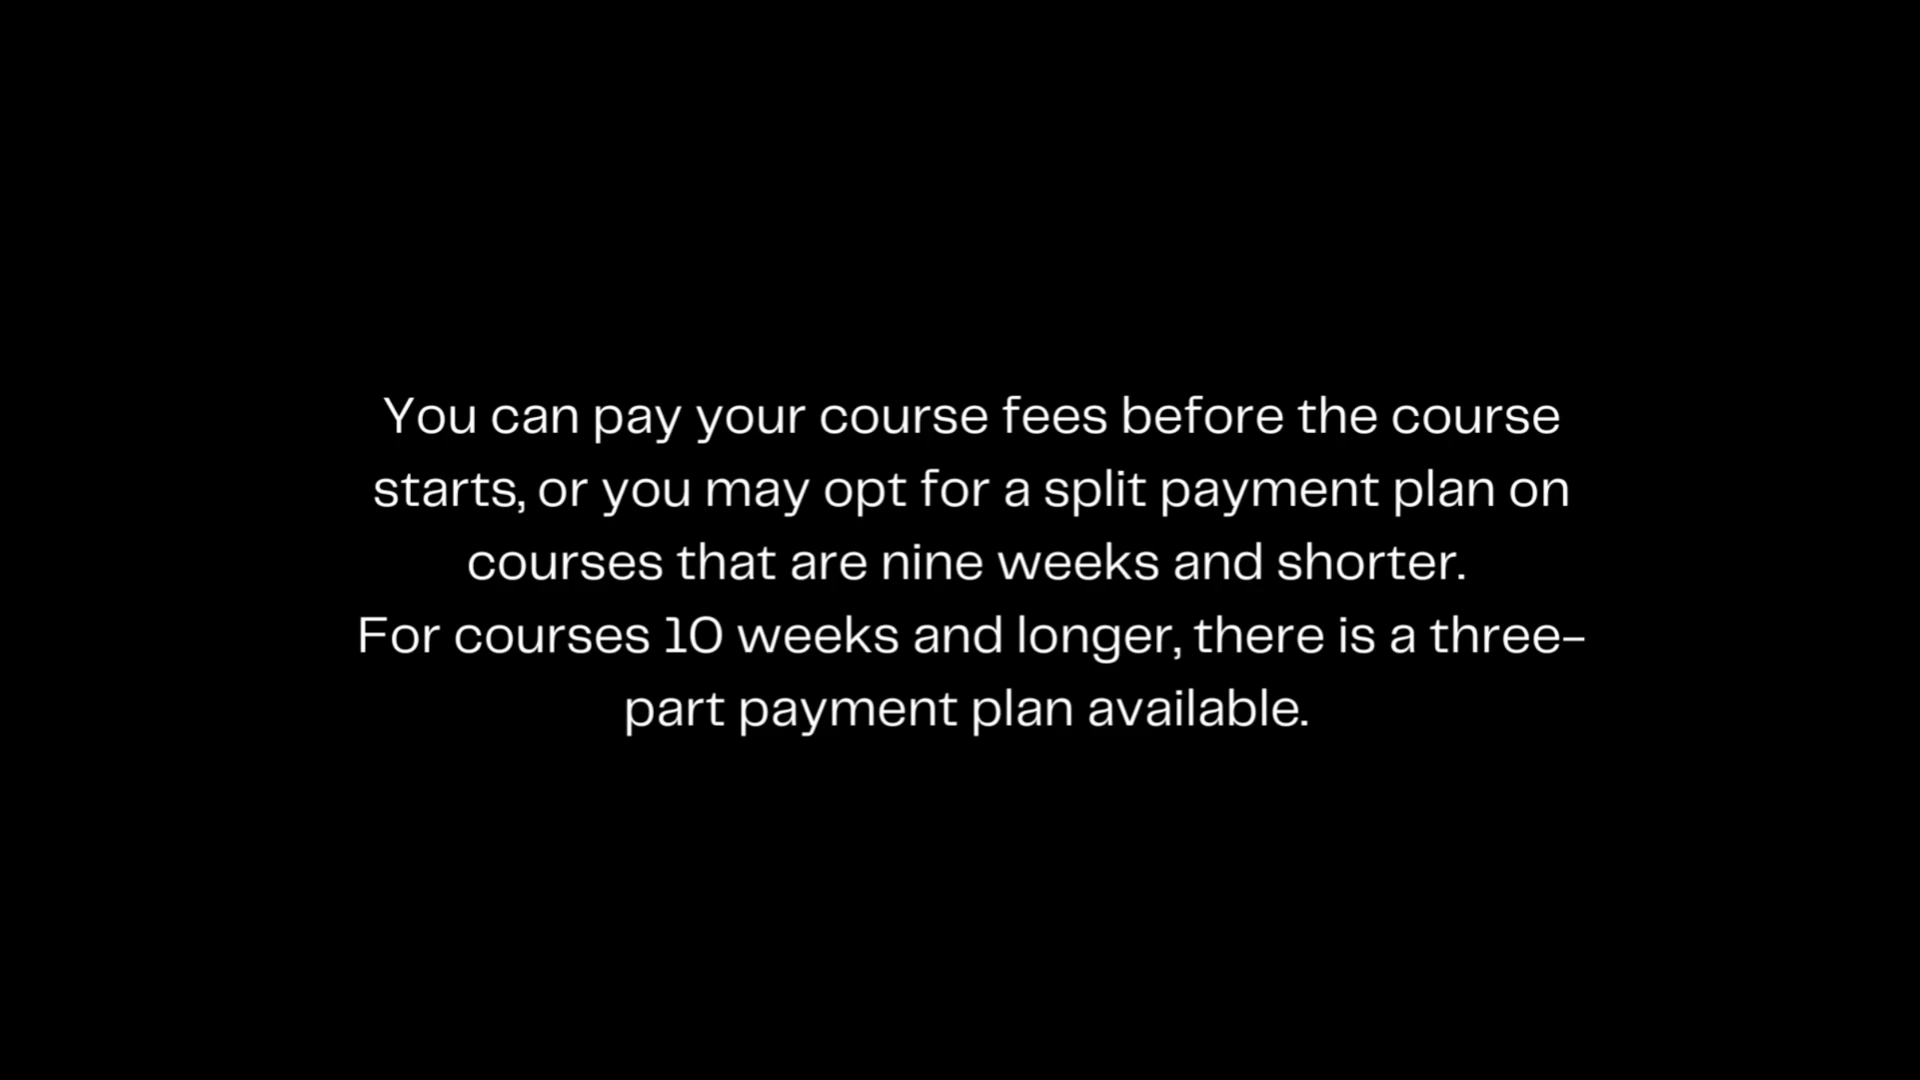 You can pay your course fees before the course
starts, or you may opt for a split payment plan on
courses that are nine weeks and shorter.
For courses 10 weeks and longer, there is a three-
part payment plan available.